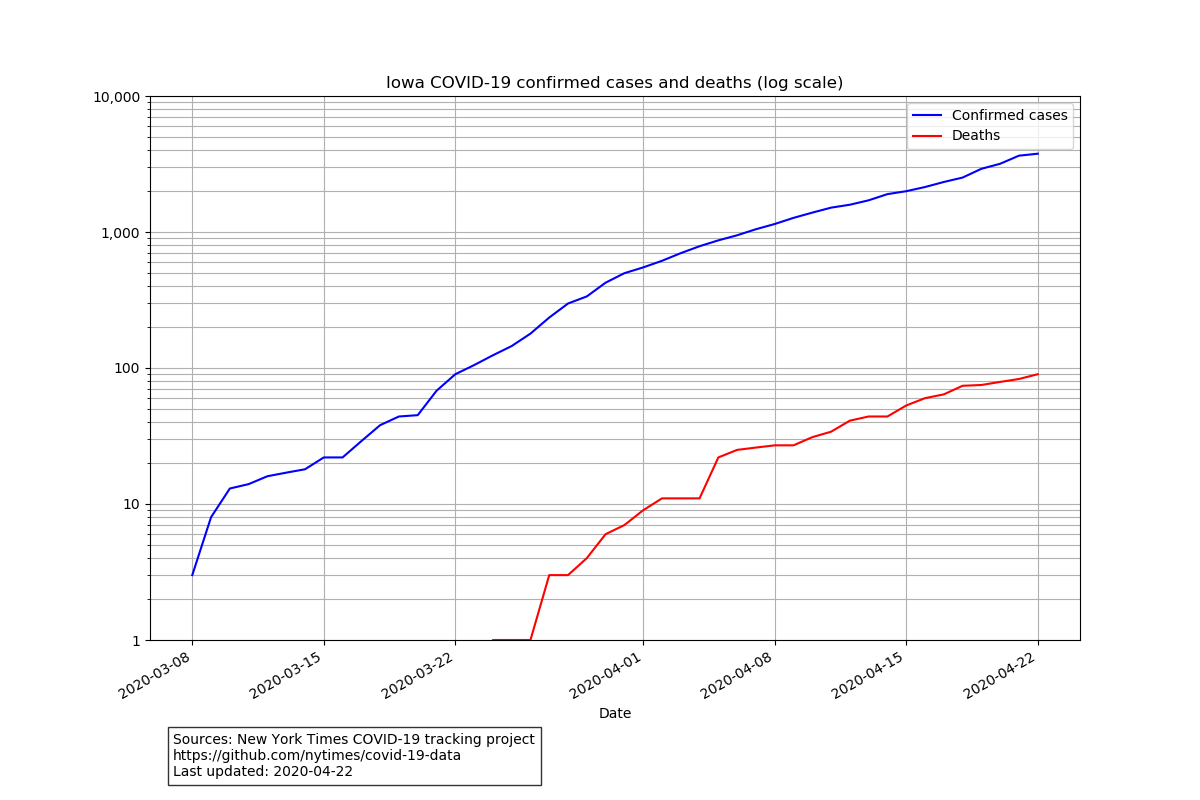 Iowa COVID-19 confirmed cases and deaths (log scale)
10,000
1,000
100
10
1
Confirmed cases
Deaths
2020-03-08
2020-03-15
2020-03-22
2020-04-01
2020-04-08
2020-04-15
2020-04-22
Date
Sources: New York Times COVID-19 tracking project
https://github.com/nytimes/covid-19-data
Last updated: 2020-04-22